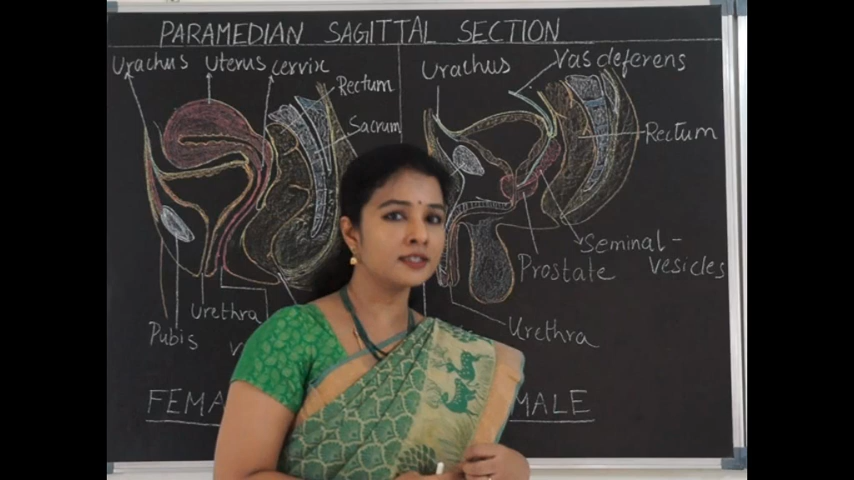 PARAMEDIAN SAGITTAL SECTION
Urachus Uterus cervix
Rectum
Sacrum
Urethra
Pubis
FEMA
Urachus
Vas deferens
Rectum
Seminal-
vesicles
Prostate
Urethra
MALE